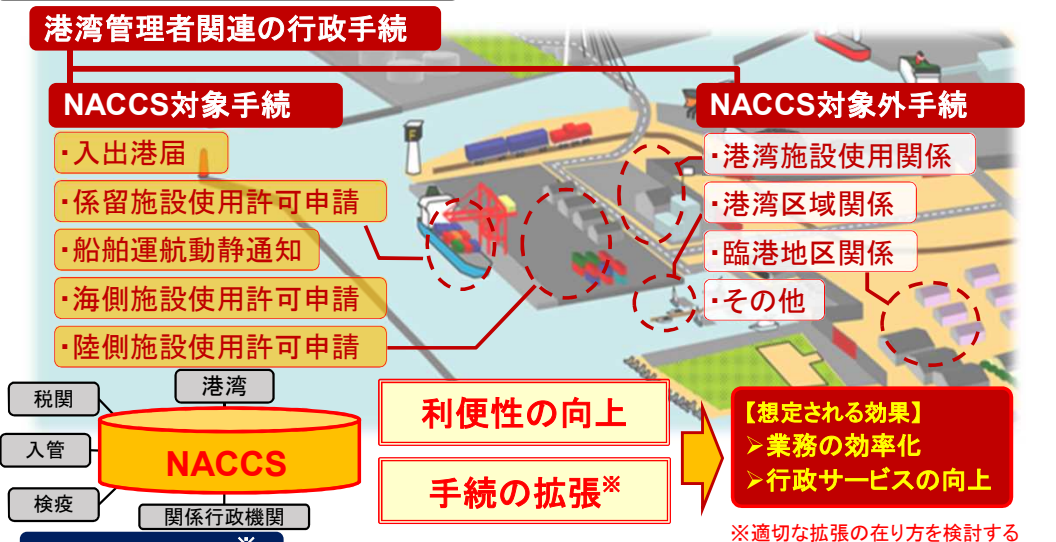 港湾管理者関連の行政手続
NACCS対象手続
・入出港届
・係留施設使用許可申請
・船舶運航動静通知
・海側施設使用許可申請
・陸側施設使用許可申請
NACCS対象外手続
・港湾施設使用関係
・港湾区域関係
・臨港地区関係
・その他
港湾
税関
入管
検疫
NACCS
関係行政機関
利便性の向上
手続の拡張※
【想定される効果】
➢業務の効率化
➢行政サービスの向上
※適切な拡張の在り方を検討する
※